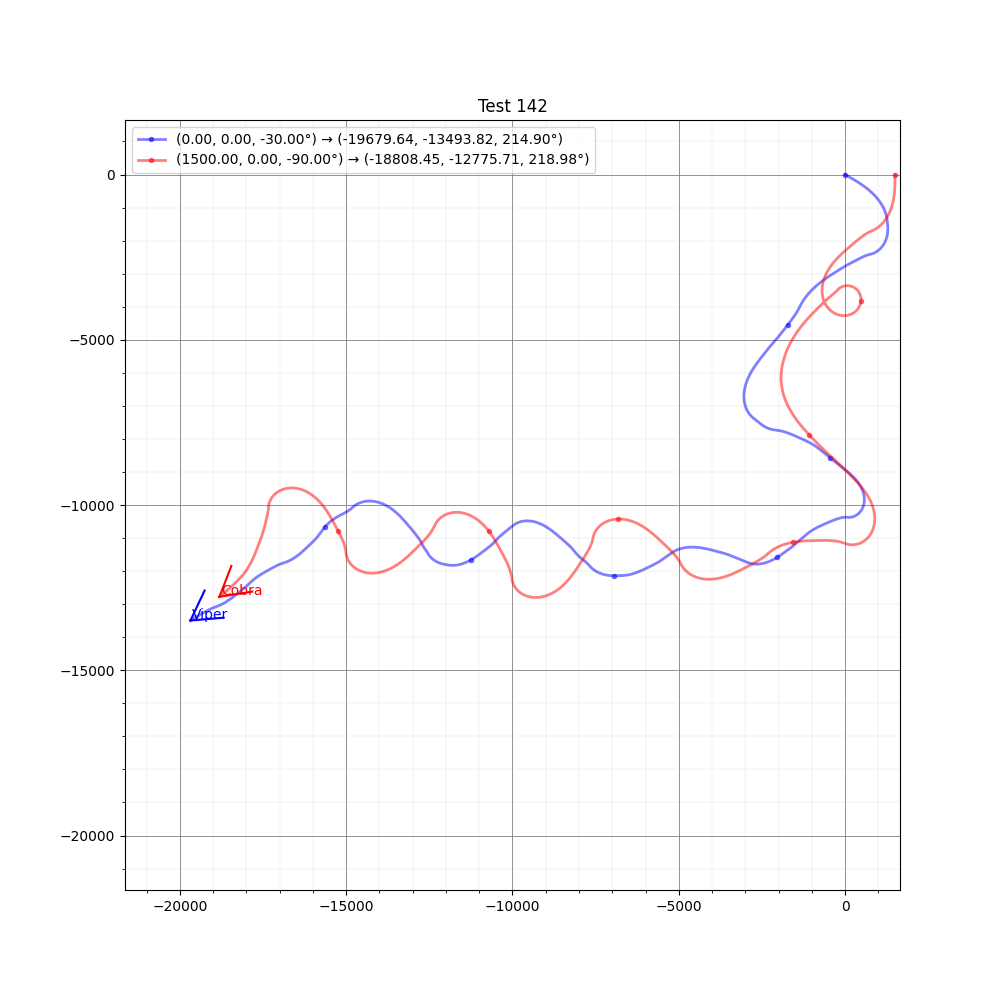 Test 142
(0.00, 0.00, -30.00°) → (-19679.64, -13493.82, 214.90°)
(1500.00, 0.00, -90.00°) → (-18808.45, -12775.71, 218.98°)
0
−5000
−10000
−15000
−20000
Cobra
Viper
−20000 −15000 −10000 −5000 0